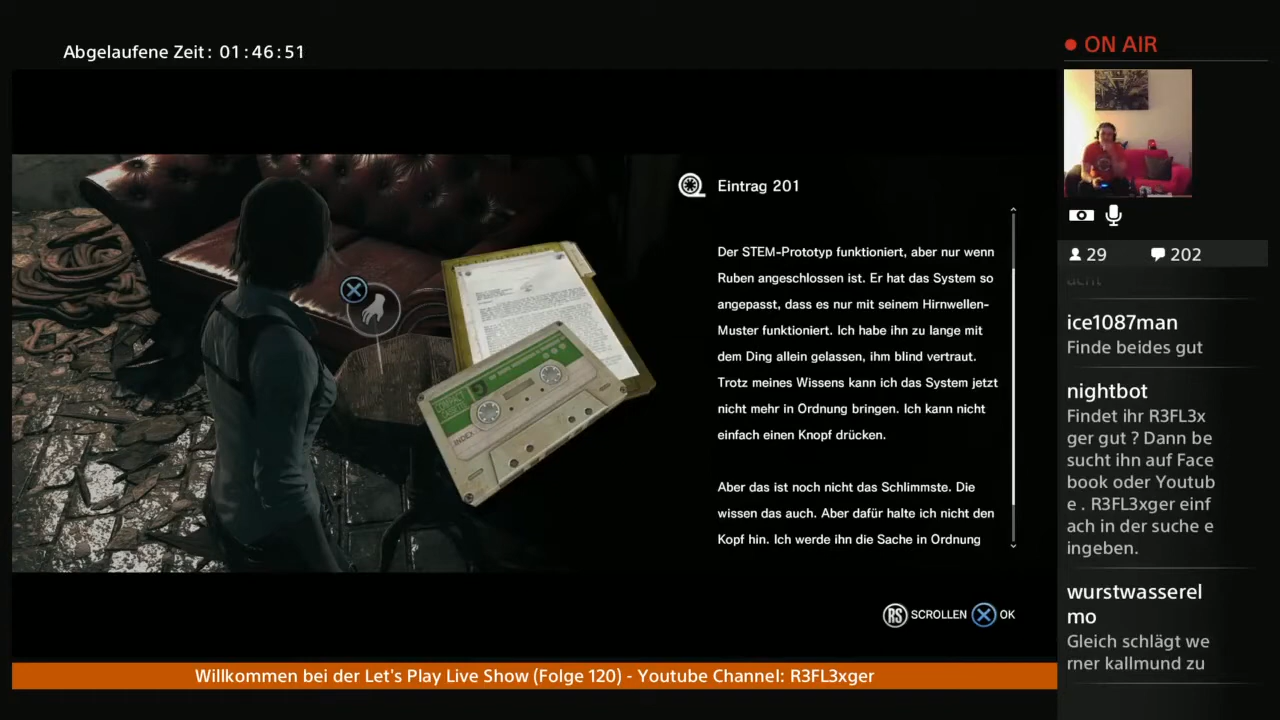 Abgelaufene Zeit: 01:46:51
ON AIR
Eintrag 201
Der STEM-Prototyp funktioniert, aber nur wenn
Ruben angeschlossen ist. Er hat das System so
angepasst, dass es nur mit seinem Hirnwellen-
Muster funktioniert. Ich habe ihn zu lange mit
dem Ding allein gelassen, ihm blind vertraut.
Trotz meines Wissens kann ich das System jetzt
nicht mehr in Ordnung bringen. Ich kann nicht
einfach einen Knopf drücken.
Aber das ist noch nicht das Schlimmste. Die
wissen das auch. Aber dafür halte ich nicht den
Kopf hin. Ich werde ihn die Sache in Ordnung
RS SCROLLEN OK
INDEX
29 202
ice1087man
Finde beides gut
nightbot
Findet ihr R3FL3x
ger gut ? Dann be
sucht ihn auf Face
book oder Youtub
e . R3FL3xger einf
ach in der suche e
ingeben.
wurstwasserel
mo
Gleich schlägt we
rner kallmund zu
Willkommen bei der Let's Play Live Show (Folge 120) - Youtube Channel: R3FL3xger